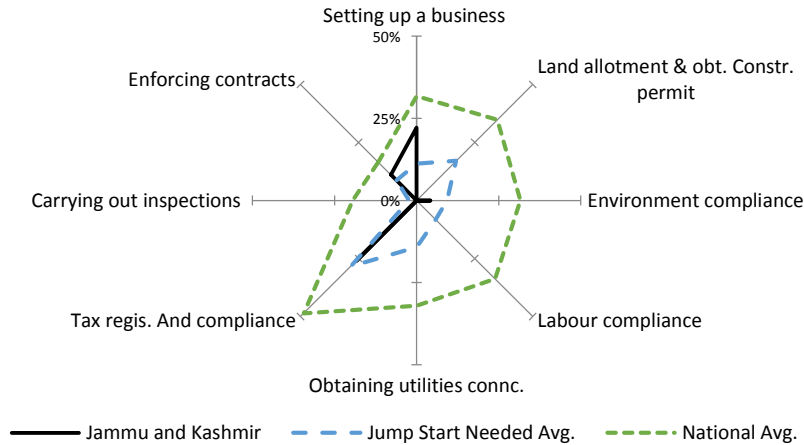 Setting up a business
50%
Enforcing contracts
Land allotment & obt. Constr.
permit
25%
Carrying out inspections
0%
Environment compliance
Tax regis. And compliance
Labour compliance
Obtaining utilities connc.
Jammu and Kashmir
Jump Start Needed Avg.
National Avg.